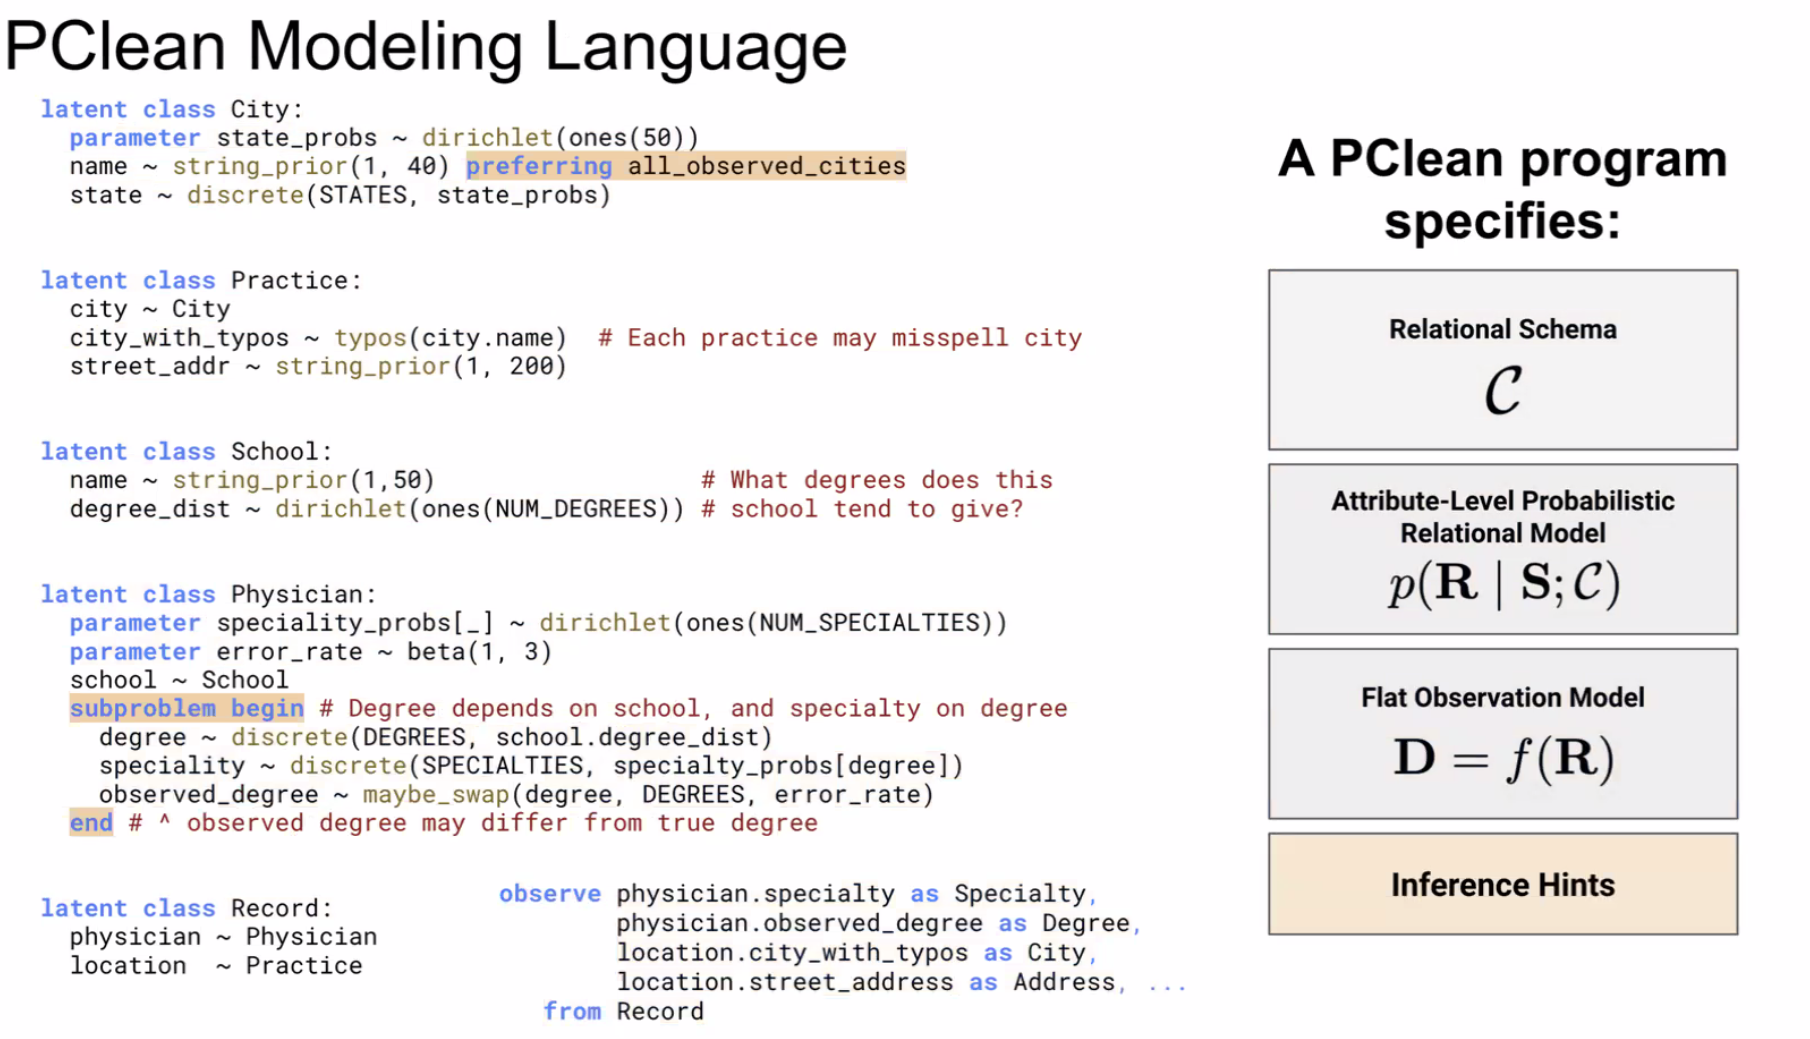 PClean Modeling Language
latent class City:
parameter state_probs ~ dirichlet(ones(50))
name ~ string_prior(1, 40) preferring all_observed_cities
state ~ discrete(STATES, state_probs)
latent class Practice:
city ~ City
city_with_typos ~ typos(city.name)  # Each practice may misspell city
street_addr ~ string_prior(1, 200)
latent class School:
name ~ string_prior(1,50) # What degrees does this
degree_dist ~ dirichlet(ones(NUM_DEGREES)) # school tend to give?
latent class Physician:
parameter speciality_probs[_] ~ dirichlet(ones(NUM_SPECIALTIES))
parameter error_rate ~ beta(1, 3)
school ~ School
subproblem begin # Degree depends on school, and specialty on degree
degree ~ discrete(DEGREES, school.degree_dist)
speciality ~ discrete(SPECIALTIES, specialty_probs[degree])
observed_degree ~ maybe_swap(degree, DEGREES, error_rate)
end # ^ observed degree may differ from true degree
latent class Record:
physician ~ Physician
location ~ Practice
observe physician.specialty as Specialty,
physician.observed_degree as Degree,
location.city_with_typos as City,
location.street_address as Address, ...
from Record
A PClean program
specifies:
Relational Schema
𝒞
Attribute-Level Probabilistic
Relational Model
p(R | S; 𝒞)
Flat Observation Model
D = f(R)
Inference Hints